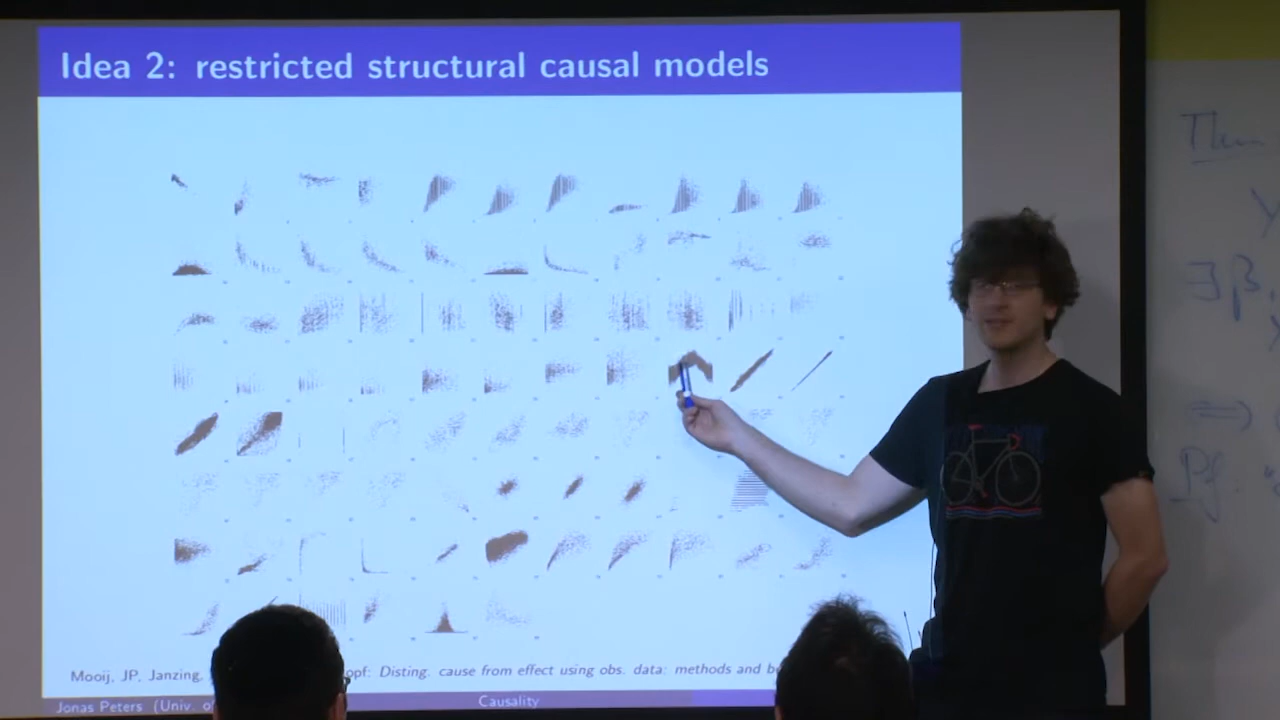 Idea 2: restricted structural causal models
Mooij, JP, Janzing, opf: Disting. cause from effect using obs. data: methods and be
Jonas Peters (Univ. o
Causality
∃β
Pf.